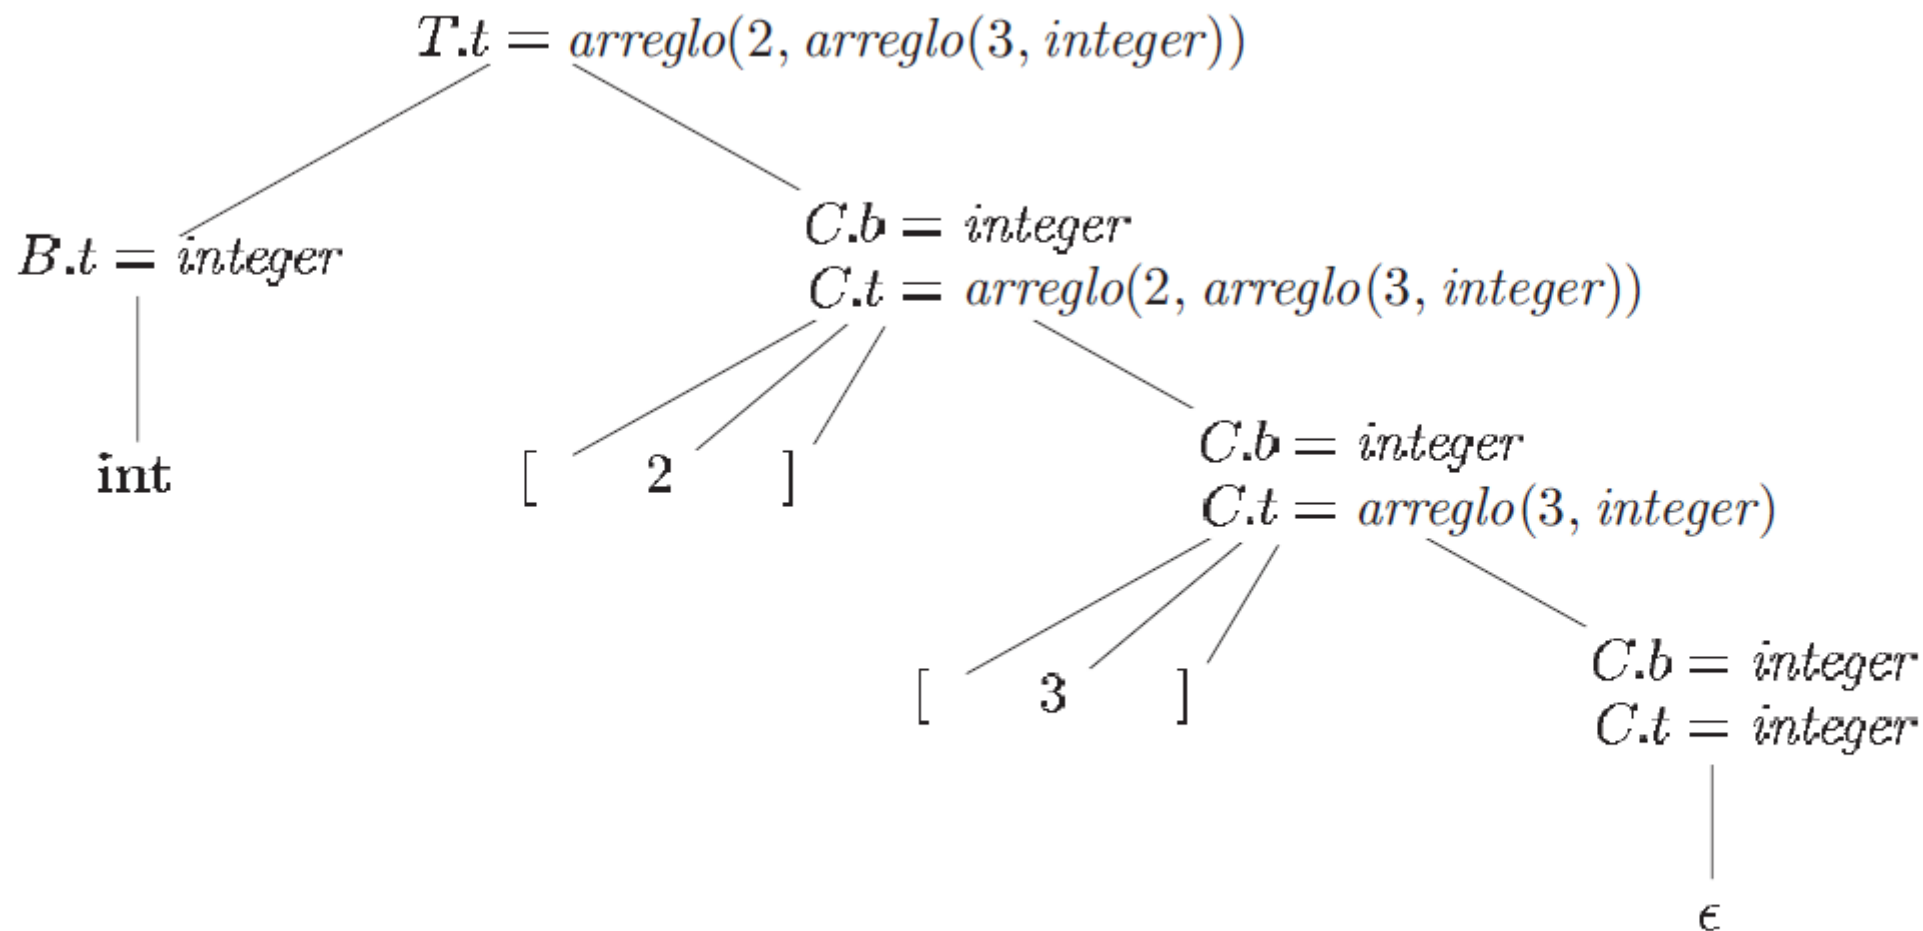 T.t = arreglo(2, arreglo(3, integer))
B.t = integer
C.b = integer
C.t = arreglo(2, arreglo(3, integer))
int
[ 2 ]
C.b = integer
C.t = arreglo(3, integer)
[ 3 ]
C.b = integer
C.t = integer
ϵ